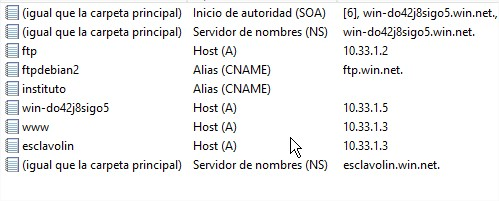 (igual que la carpeta principal) Inicio de autoridad (SOA) [6], win-do42j8sigo5.win.net.,
(igual que la carpeta principal) Servidor de nombres (NS) win-do42j8sigo5.win.net.
ftp Host (A) 10.33.1.2
ftpdebian2 Alias (CNAME) ftp.win.net.
instituto Alias (CNAME)
win-do42j8sigo5 Host (A) 10.33.1.5
www Host (A) 10.33.1.3
esclavolin Host (A) 10.33.1.3
(igual que la carpeta principal) Servidor de nombres (NS) esclavolin.win.net.